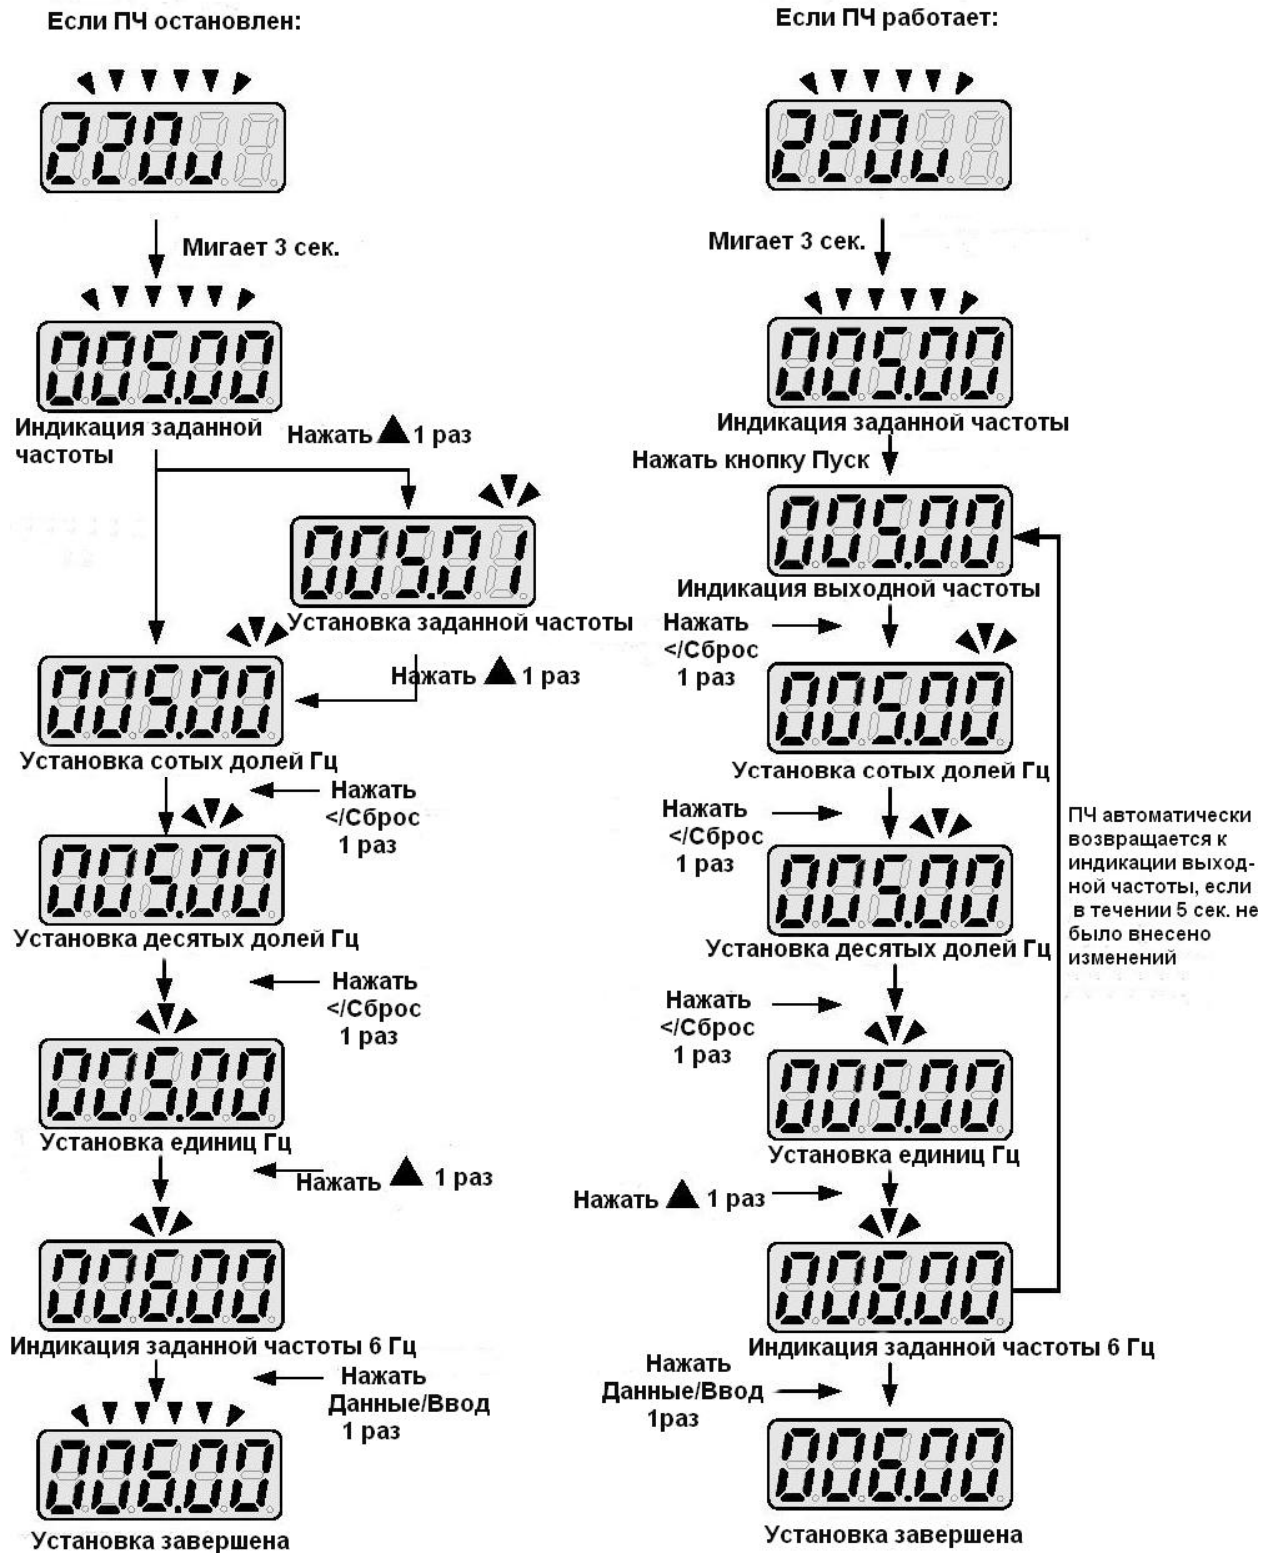 Если ПЧ остановлен:
220u
Мигает 3 сек.
005.00
Индикация заданной
частоты
Нажать ▲ 1 раз
005.01
Установка заданной частоты
Нажать ▲ 1 раз
005.00
Установка сотых долей Гц
Нажать
</Сброс
1 раз
005.00
Установка десятых долей Гц
Нажать
</Сброс
1 раз
005.00
Установка единиц Гц
Нажать ▲ 1 раз
006.00
Индикация заданной частоты 6 Гц
Нажать
Данные/Ввод
1 раз
006.00
Установка завершена
Если ПЧ работает:
220u
Мигает 3 сек.
005.00
Индикация заданной частоты
Нажать кнопку Пуск
005.00
Индикация выходной частоты
Нажать
</Сброс
1 раз
005.00
Установка сотых долей Гц
Нажать
</Сброс
1 раз
005.00
Установка десятых долей Гц
Нажать
</Сброс
1 раз
005.00
Установка единиц Гц
Нажать ▲ 1 раз
006.00
Индикация заданной частоты 6 Гц
Нажать
Данные/Ввод
1раз
006.00
Установка завершена
ПЧ автоматически
возвращается к
индикации выход-
ной частоты, если
в течении 5 сек. не
было внесено
изменений